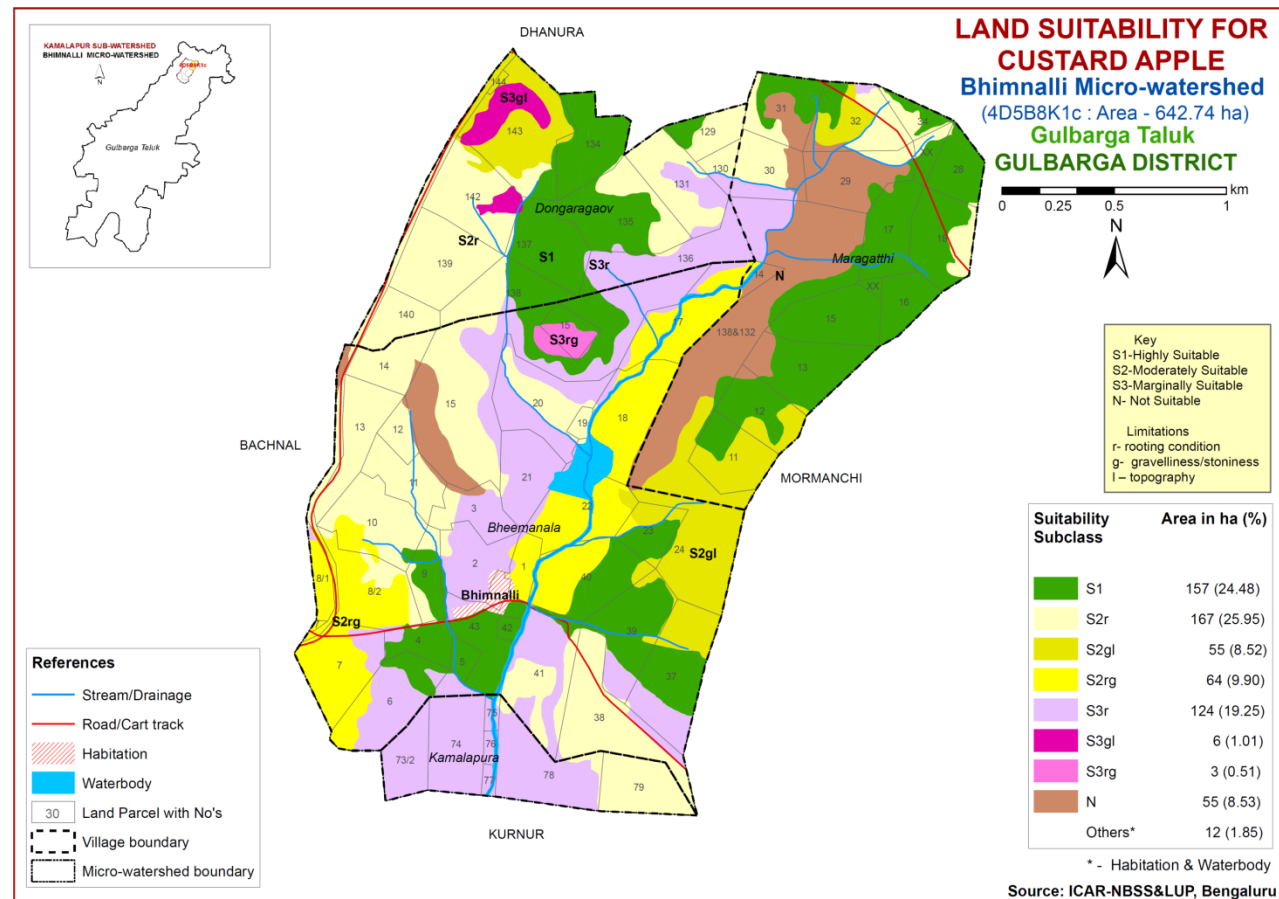 LAND SUITABILITY FOR
CUSTARD APPLE
Bhimnalli Micro-watershed
(4D5B8K1c : Area - 642.74 ha)
Gulbarga Taluk
GULBARGA DISTRICT
0 0.25 0.5 1 km
N
KAMALAPUR SUB-WATERSHED
BHIMNALLI MICRO-WATERSHED
4D5B8K1c
N
Gulbarga Taluk
DHANURA
BACHNAL
MORMANCHI
KURNUR
144
S3gl
143
134
129
31
32
34
XX
28
142
Dongaragaov
131
130
30
29
135
17
18
S2r
137
S1
S3r
136
Maragatthi
139
14
N
XX
16
138
140
15
S3rg
17
138&132
15
13
14
15
20
19
18
12
13
12
11
11
21
3
22
Bheemanala
10
23
24
S2gl
2
1
9
40
8/1
8/2
Bhimnalli
S2rg
4
43
42
39
7
5
41
37
6
38
75
74
76
Kamalapura
73/2
77
78
79
Key
S1-Highly Suitable
S2-Moderately Suitable
S3-Marginally Suitable
N- Not Suitable
Limitations
r- rooting condition
g- gravelliness/stoniness
l – topography
Suitability Subclass Area in ha (%)
S1 157 (24.48)
S2r 167 (25.95)
S2gl 55 (8.52)
S2rg 64 (9.90)
S3r 124 (19.25)
S3gl 6 (1.01)
S3rg 3 (0.51)
N 55 (8.53)
Others* 12 (1.85)
* - Habitation & Waterbody
Source: ICAR-NBSS&LUP, Bengaluru
References
Stream/Drainage
Road/Cart track
Habitation
Waterbody
30 Land Parcel with No's
Village boundary
Micro-watershed boundary